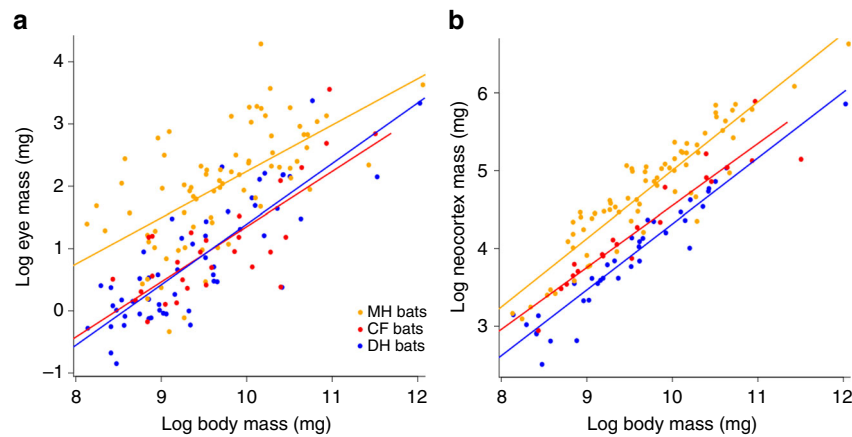 a
Log eye mass (mg)
4
3
2
1
0
–1
8
9
10
11
12
Log body mass (mg)
MH bats
CF bats
DH bats
b
Log neocortex mass (mg)
6
5
4
3
8
9
10
11
12
Log body mass (mg)